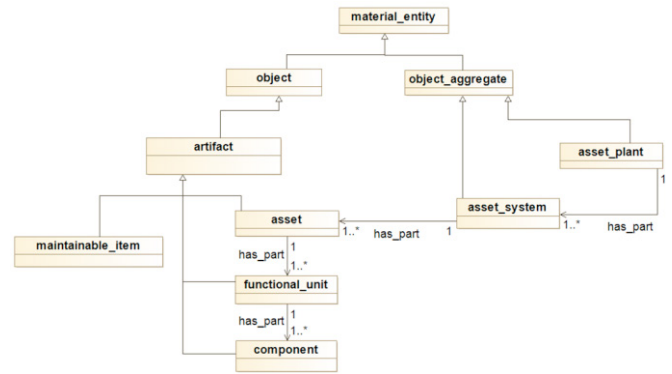 material_entity
object
object_aggregate
artifact
asset_plant
1
asset
asset_system
1..*
has_part
1
1..*
has_part
maintainable_item
has_part
1
1..*
functional_unit
has_part
1
1..*
component